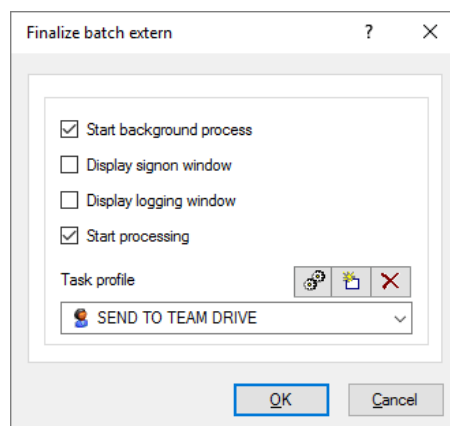 Finalize batch extern
Start background process
Display signon window
Display logging window
Start processing
Task profile
SEND TO TEAM DRIVE
OK
Cancel